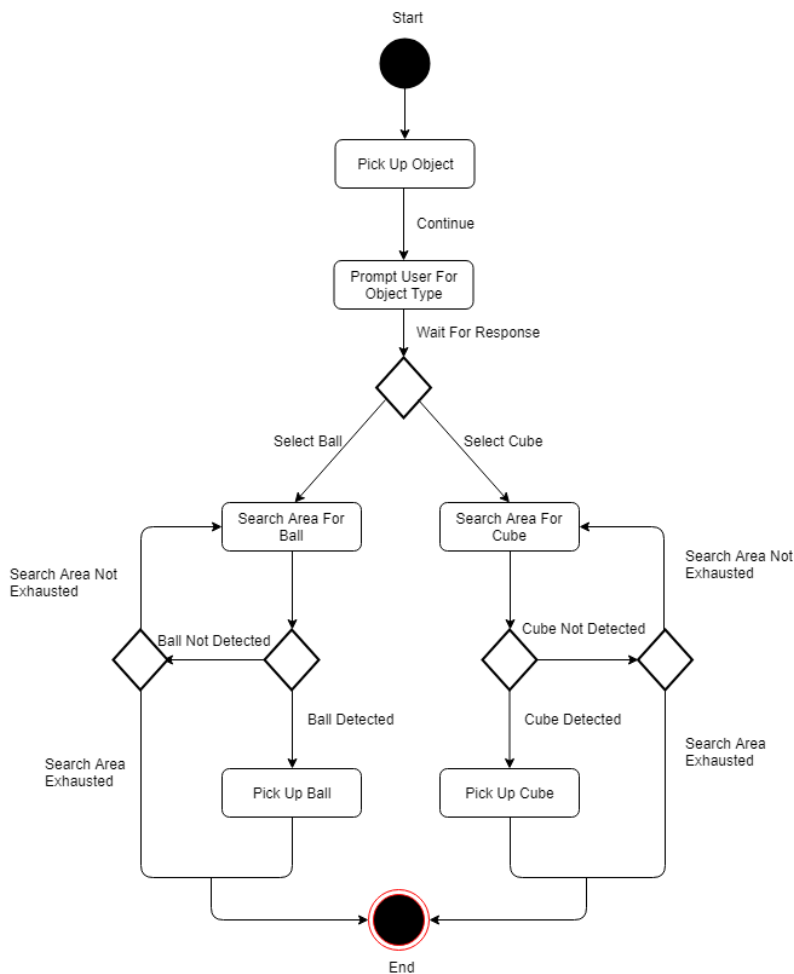 Start
Pick Up Object
Continue
Prompt User For
Object Type
Wait For Response
Select Ball
Select Cube
Search Area For
Ball
Search Area For
Cube
Search Area Not
Exhausted
Search Area Not
Exhausted
Ball Not Detected
Cube Not Detected
Ball Detected
Cube Detected
Search Area
Exhausted
Search Area
Exhausted
Pick Up Ball
Pick Up Cube
End